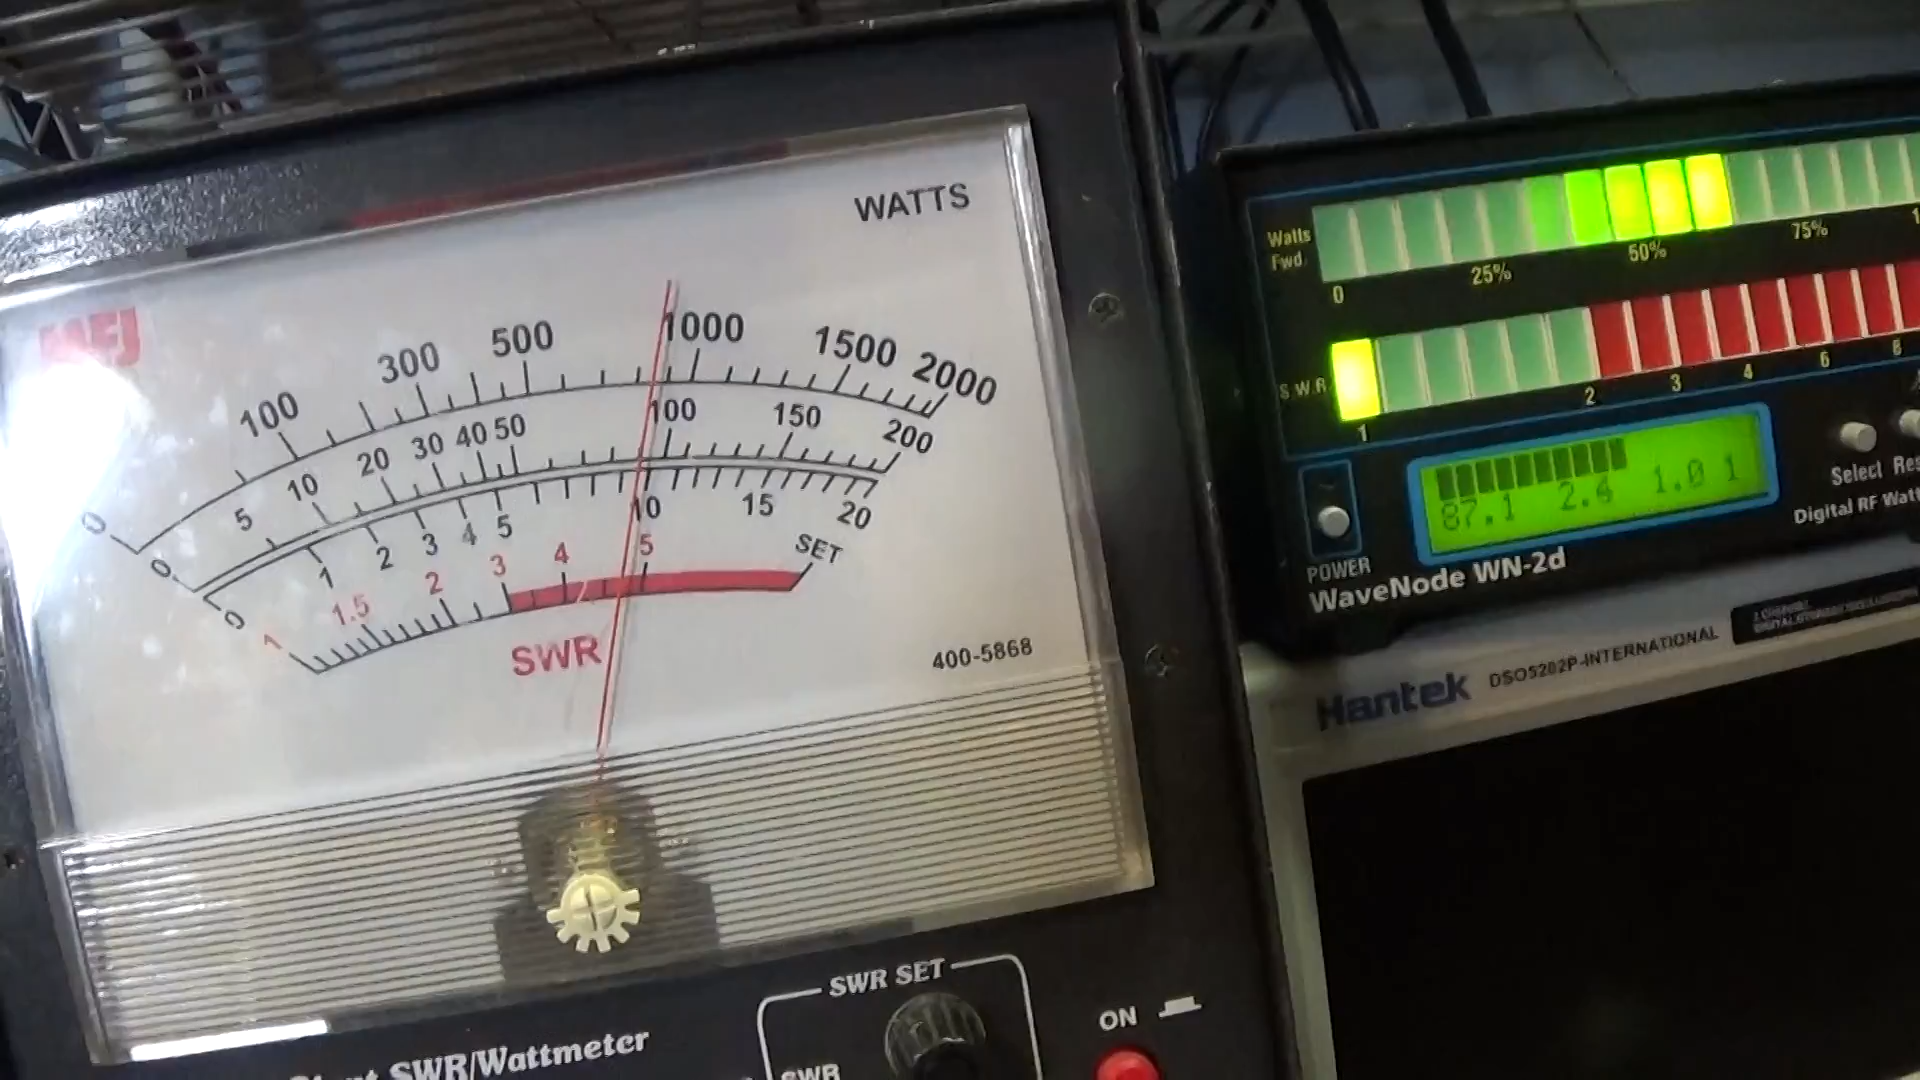 MFJ
WATTS
0 100 300 500 1000 1500 2000
0 5 10 20 30 40 50 100 150 200
0 1 2 3 4 5 10 15 20
1 1.5 2 3 4 5 SET
SWR
400-5868
SWR/Wattmeter
SWR SET
SWR
ON
Watts
Fwd.
0 25% 50% 75%
S.W.R
1 2 3 4 6 8
87.1 2.4 1.0 1
POWER
Select
Digital RF
WaveNode WN-2d
Hantek
DSO5202P-INTERNATIONAL